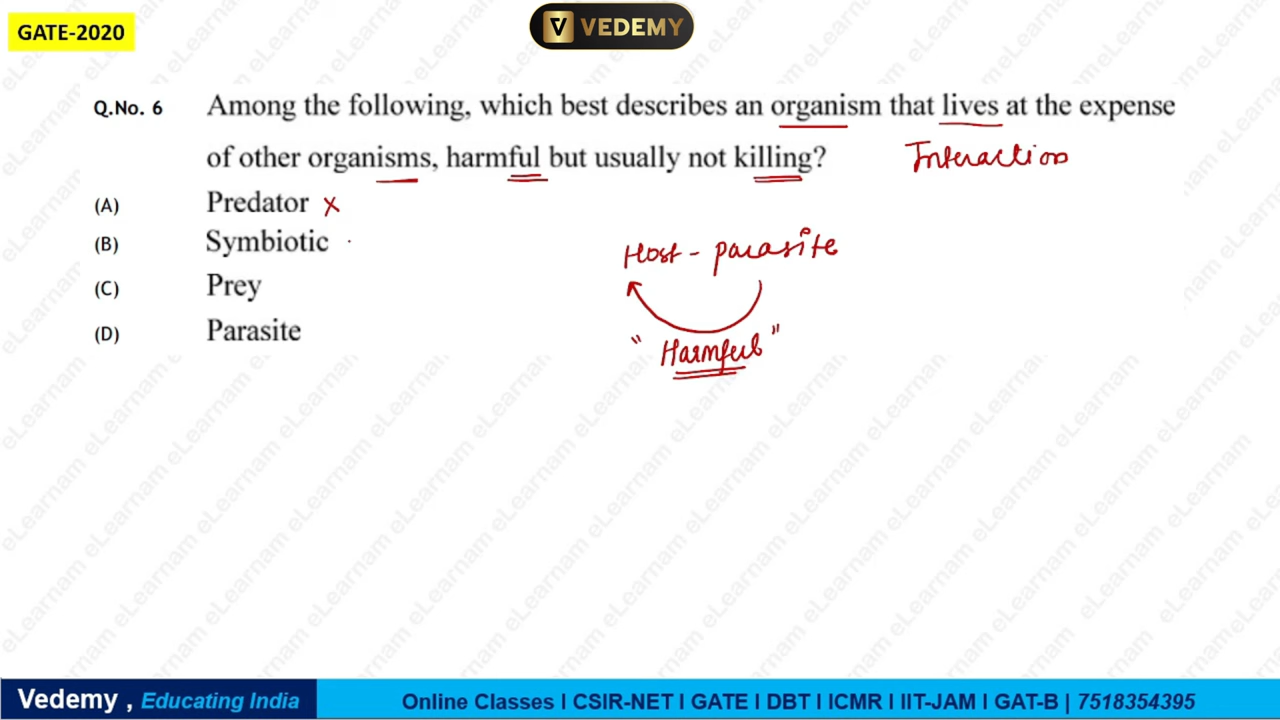 GATE-2020
VEDEMY
Q.No. 6 Among the following, which best describes an organism that lives at the expense
of other organisms, harmful but usually not killing? Interaction
(A) Predator x
(B) Symbiotic
Host - parasite
(C) Prey
(D) Parasite
" Harmful "
Vedemy , Educating India Online Classes I CSIR-NET I GATE I DBT I ICMR I IIT-JAM I GAT-B | 7518354395
eLearnam